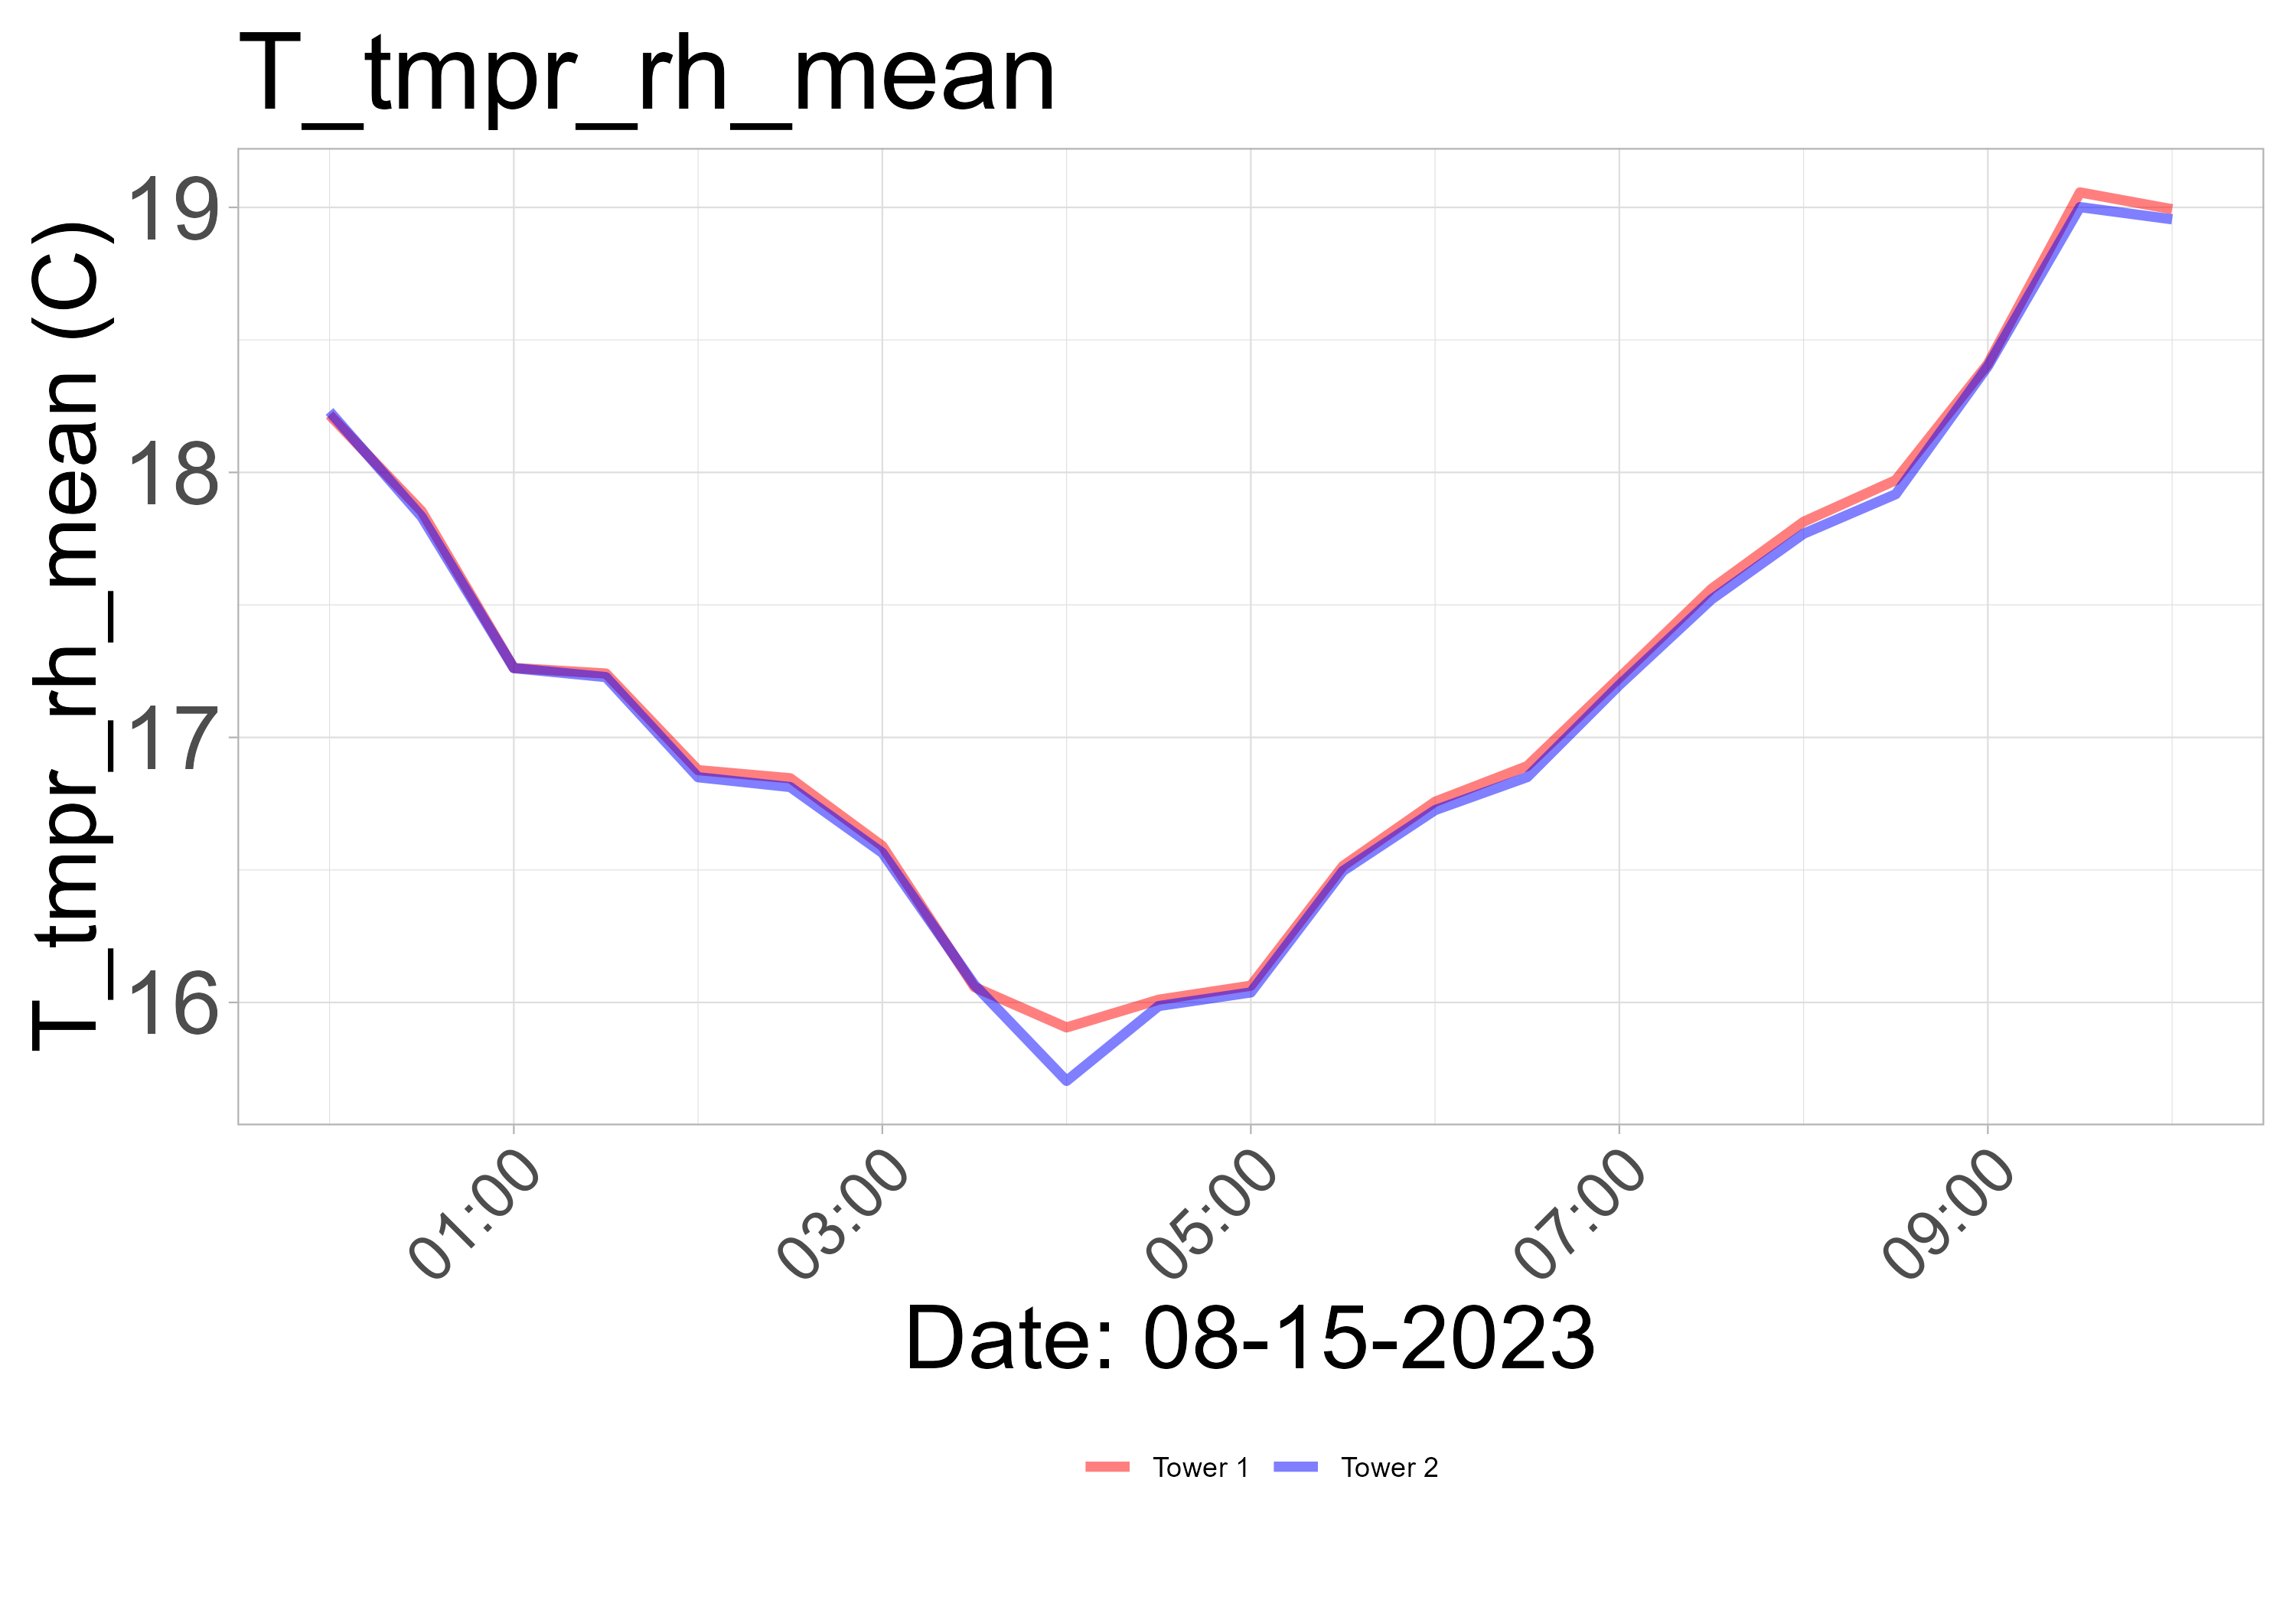 T_tmpr_rh_mean
T_tmpr_rh_mean (C)
19
18
17
16
01:00
03:00
05:00
07:00
09:00
Date: 08-15-2023
Tower 1
Tower 2